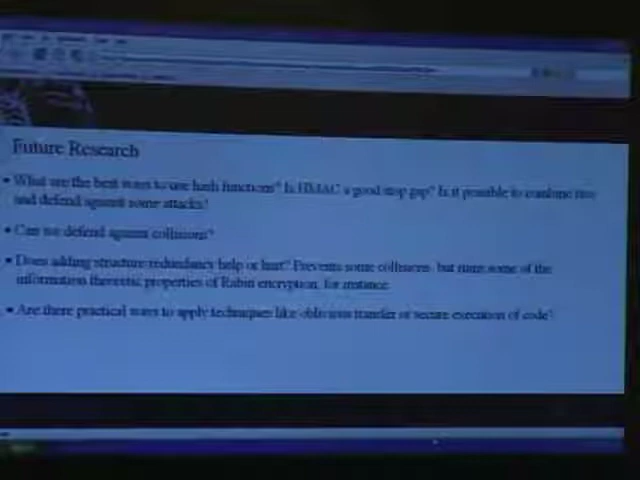 Future Research
• What are the best ways to use hash functions? Is HMAC a good stop gap? Is it possible to combine two
and defend against some attacks?
• Can we defend against collisions?
• Does adding structure/redundancy help or hurt? Prevents some collisions, but ruins some of the
information theoretic properties of Rabin encryption, for instance.
• Are there practical ways to apply techniques like oblivious transfer or secure execution of code?